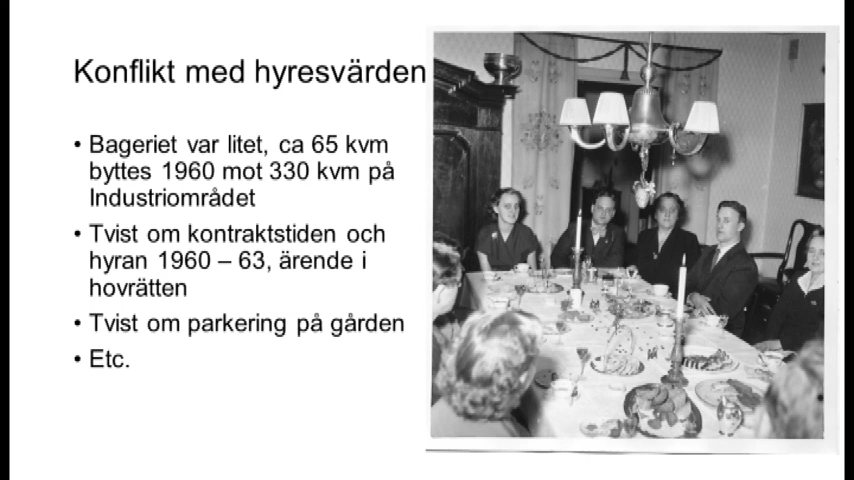 Konflikt med hyresvärden
• Bageriet var litet, ca 65 kvm
byttes 1960 mot 330 kvm på
Industriområdet
• Tvist om kontraktstiden och
hyran 1960 – 63, ärende i
hovrätten
• Tvist om parkering på gården
• Etc.